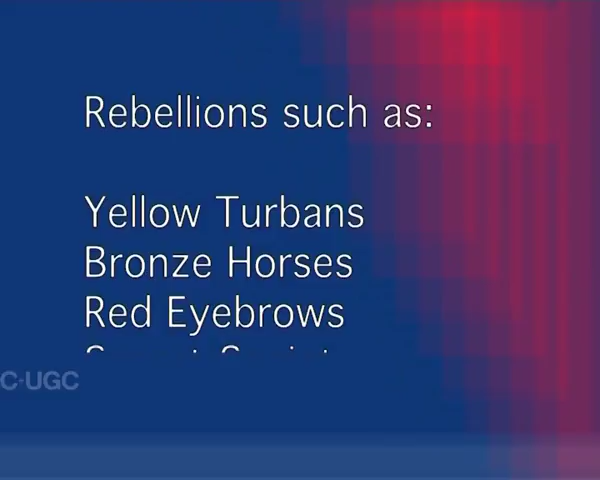 Rebellions such as:
Yellow Turbans
Bronze Horses
Red Eyebrows
C-UGC